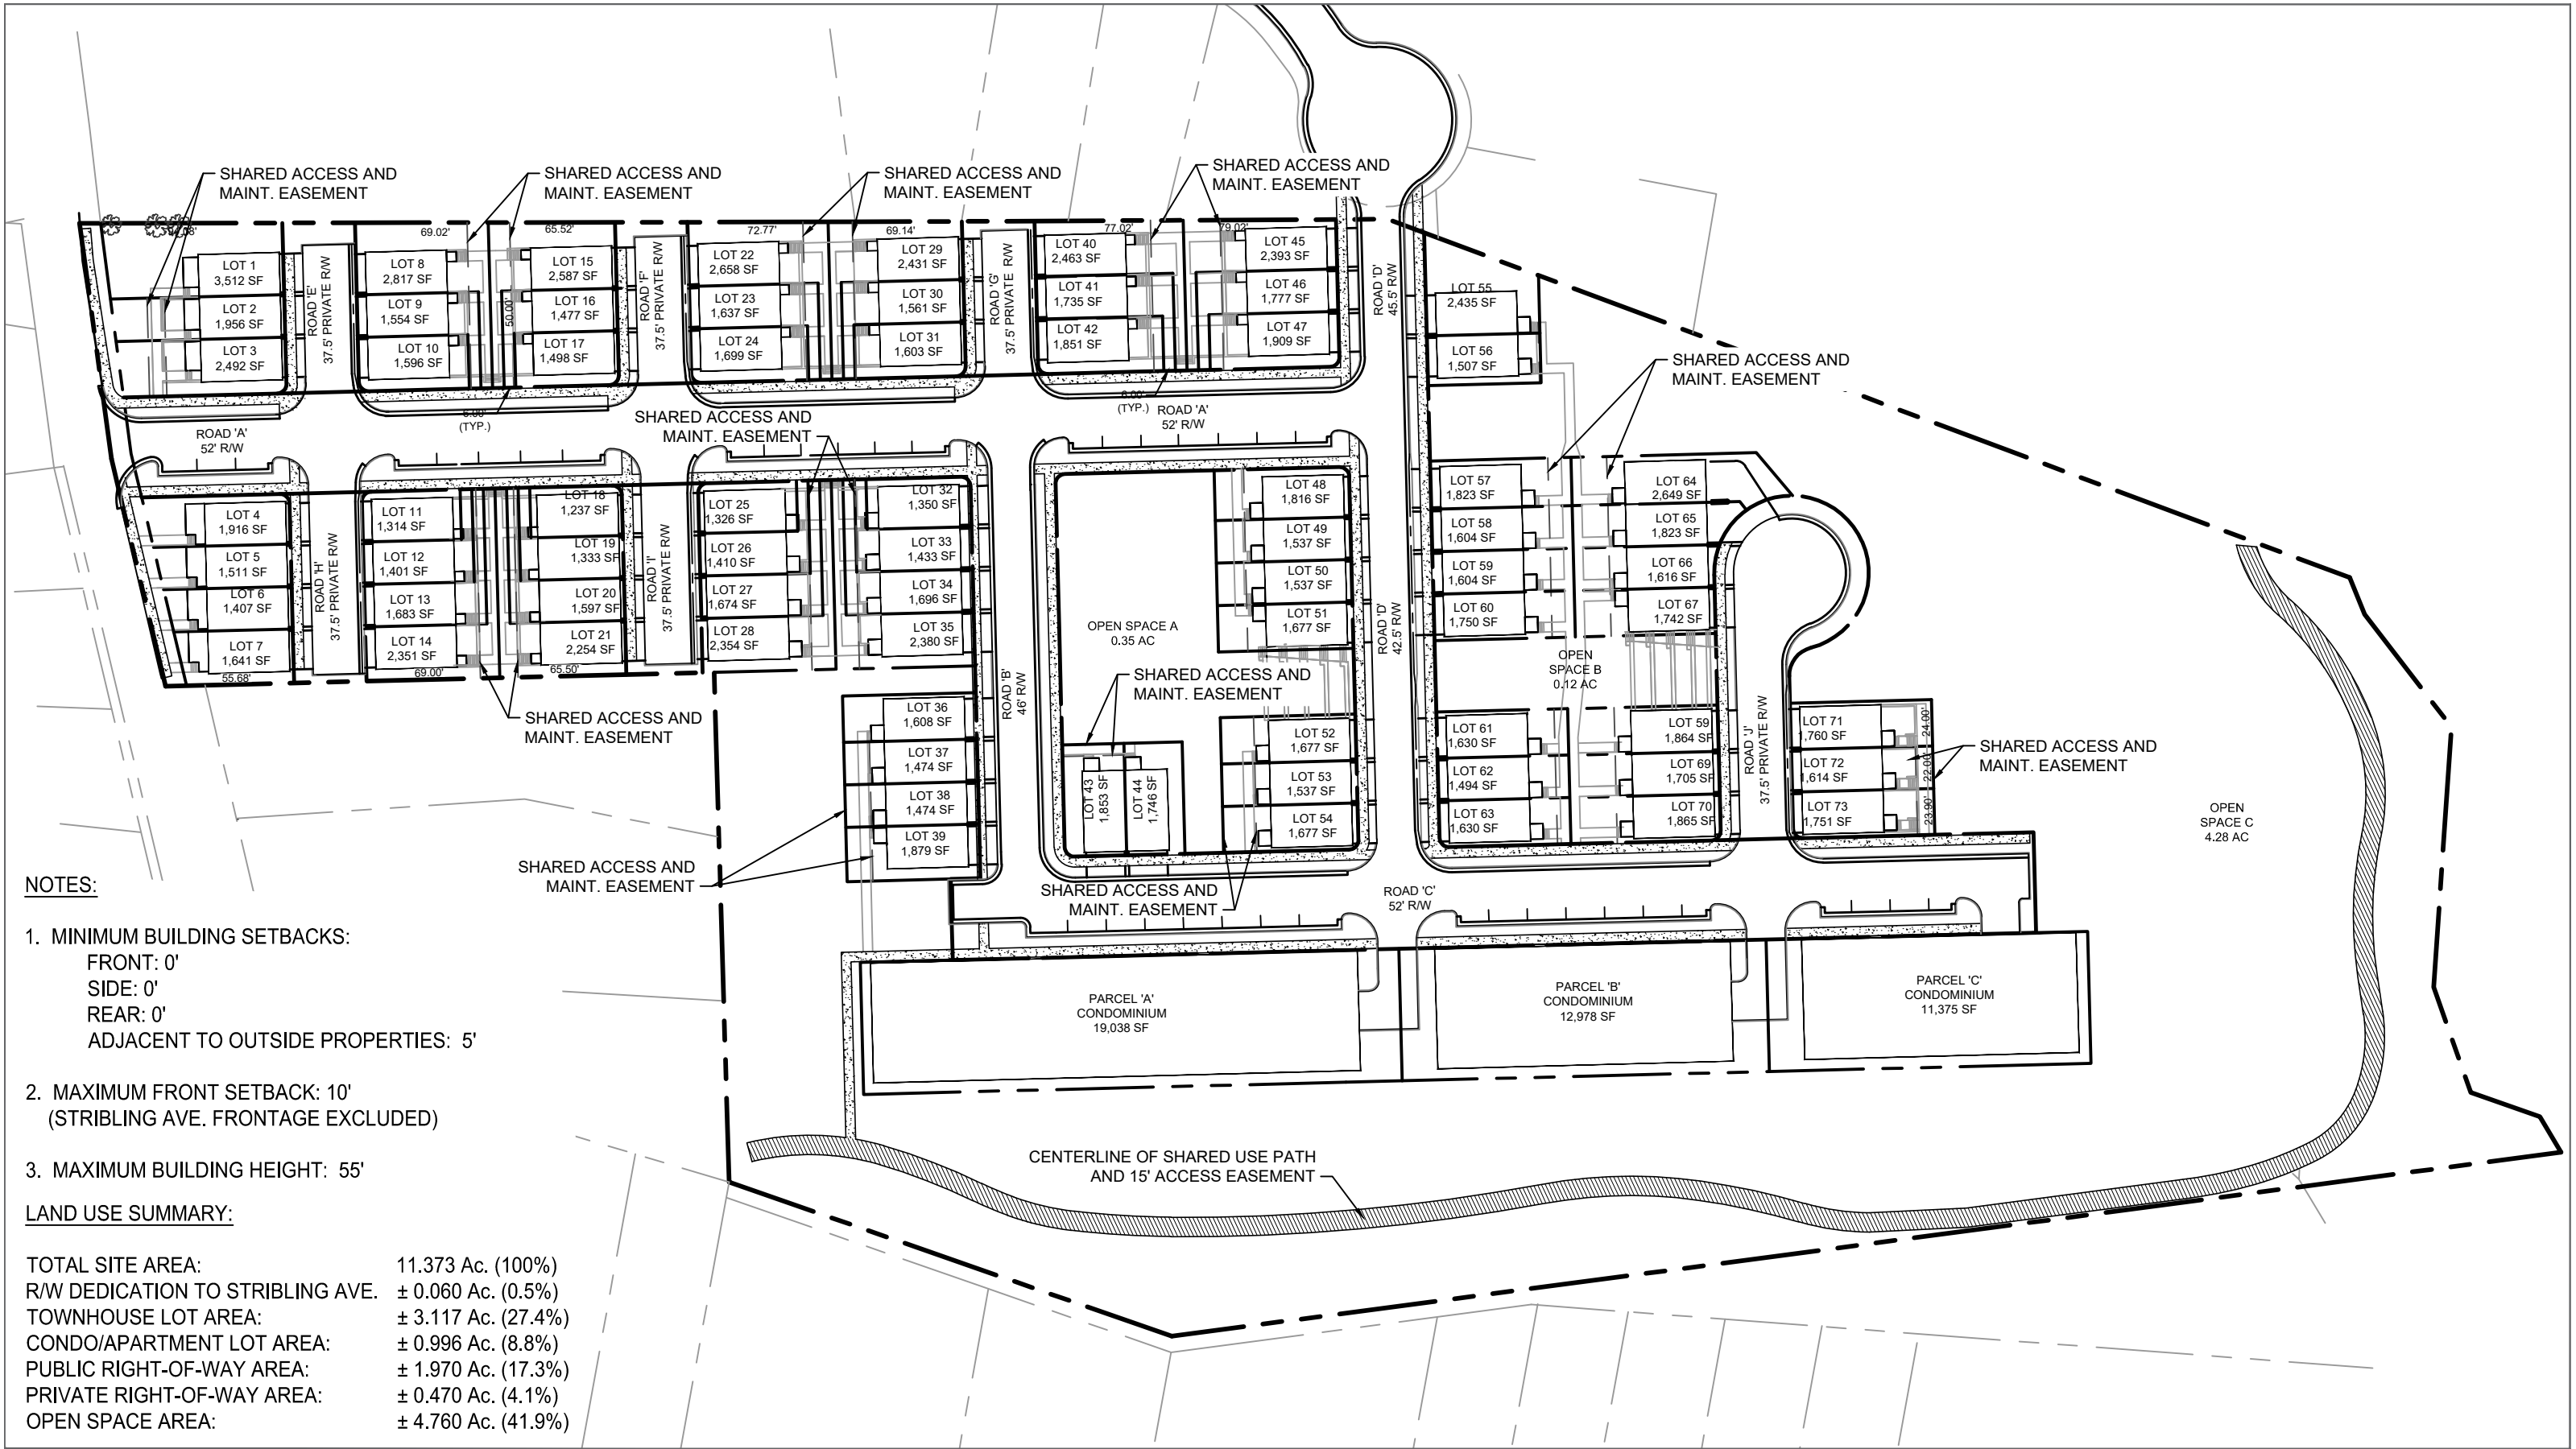 SHARED ACCESS AND
MAINT. EASEMENT
SHARED ACCESS AND
MAINT. EASEMENT
SHARED ACCESS AND
MAINT. EASEMENT
SHARED ACCESS AND
MAINT. EASEMENT
69.02'
65.52'
72.77'
69.14'
77.02'
79.02'
LOT 1
3,512 SF
LOT 2
1,956 SF
LOT 3
2,492 SF
ROAD 'E'
37.5' PRIVATE R/W
LOT 8
2,817 SF
LOT 9
1,554 SF
LOT 10
1,596 SF
50.00'
LOT 15
2,587 SF
LOT 16
1,477 SF
LOT 17
1,498 SF
ROAD 'F'
37.5' PRIVATE R/W
LOT 22
2,658 SF
LOT 23
1,637 SF
LOT 24
1,699 SF
LOT 29
2,431 SF
LOT 30
1,561 SF
LOT 31
1,603 SF
ROAD 'G'
37.5' PRIVATE R/W
LOT 40
2,463 SF
LOT 41
1,735 SF
LOT 42
1,851 SF
LOT 45
2,393 SF
LOT 46
1,777 SF
LOT 47
1,909 SF
ROAD 'D'
45.5' R/W
LOT 55
2,435 SF
LOT 56
1,507 SF
SHARED ACCESS AND
MAINT. EASEMENT
(TYP.)
6.00'
(TYP.)
ROAD 'A'
52' R/W
ROAD 'A'
52' R/W
SHARED ACCESS AND
MAINT. EASEMENT
LOT 4
1,916 SF
LOT 5
1,511 SF
LOT 6
1,407 SF
LOT 7
1,641 SF
55.68'
ROAD 'H'
37.5' PRIVATE R/W
LOT 11
1,314 SF
LOT 12
1,401 SF
LOT 13
1,683 SF
LOT 14
2,351 SF
69.00'
LOT 18
1,237 SF
LOT 19
1,333 SF
LOT 20
1,597 SF
LOT 21
2,254 SF
65.50'
ROAD 'I'
37.5' PRIVATE R/W
LOT 25
1,326 SF
LOT 26
1,410 SF
LOT 27
1,674 SF
LOT 28
2,354 SF
LOT 32
1,350 SF
LOT 33
1,433 SF
LOT 34
1,696 SF
LOT 35
2,380 SF
SHARED ACCESS AND
MAINT. EASEMENT
ROAD 'B'
46' R/W
OPEN SPACE A
0.35 AC
LOT 48
1,816 SF
LOT 49
1,537 SF
LOT 50
1,537 SF
LOT 51
1,677 SF
ROAD 'D'
42.5' R/W
LOT 57
1,823 SF
LOT 58
1,604 SF
LOT 59
1,604 SF
LOT 60
1,750 SF
LOT 64
2,649 SF
LOT 65
1,823 SF
LOT 66
1,616 SF
LOT 67
1,742 SF
OPEN
SPACE B
0.12 AC
SHARED ACCESS AND
MAINT. EASEMENT
LOT 36
1,608 SF
LOT 37
1,474 SF
LOT 38
1,474 SF
LOT 39
1,879 SF
SHARED ACCESS AND
MAINT. EASEMENT
LOT 43
1,853 SF
LOT 44
1,746 SF
LOT 52
1,677 SF
LOT 53
1,537 SF
LOT 54
1,677 SF
SHARED ACCESS AND
MAINT. EASEMENT
LOT 61
1,630 SF
LOT 62
1,494 SF
LOT 63
1,630 SF
LOT 59
1,864 SF
LOT 69
1,705 SF
LOT 70
1,865 SF
ROAD 'J'
37.5' PRIVATE R/W
LOT 71
1,760 SF
LOT 72
1,614 SF
LOT 73
1,751 SF
24.00'
22.00'
23.90'
SHARED ACCESS AND
MAINT. EASEMENT
OPEN
SPACE C
4.28 AC
ROAD 'C'
52' R/W
PARCEL 'A'
CONDOMINIUM
19,038 SF
PARCEL 'B'
CONDOMINIUM
12,978 SF
PARCEL 'C'
CONDOMINIUM
11,375 SF
CENTERLINE OF SHARED USE PATH
AND 15' ACCESS EASEMENT
NOTES:
1. MINIMUM BUILDING SETBACKS:
FRONT: 0'
SIDE: 0'
REAR: 0'
ADJACENT TO OUTSIDE PROPERTIES: 5'
2. MAXIMUM FRONT SETBACK: 10'
(STRIBLING AVE. FRONTAGE EXCLUDED)
3. MAXIMUM BUILDING HEIGHT: 55'
LAND USE SUMMARY:
TOTAL SITE AREA: 11.373 Ac. (100%)
R/W DEDICATION TO STRIBLING AVE. ± 0.060 Ac. (0.5%)
TOWNHOUSE LOT AREA: ± 3.117 Ac. (27.4%)
CONDO/APARTMENT LOT AREA: ± 0.996 Ac. (8.8%)
PUBLIC RIGHT-OF-WAY AREA: ± 1.970 Ac. (17.3%)
PRIVATE RIGHT-OF-WAY AREA: ± 0.470 Ac. (4.1%)
OPEN SPACE AREA: ± 4.760 Ac. (41.9%)